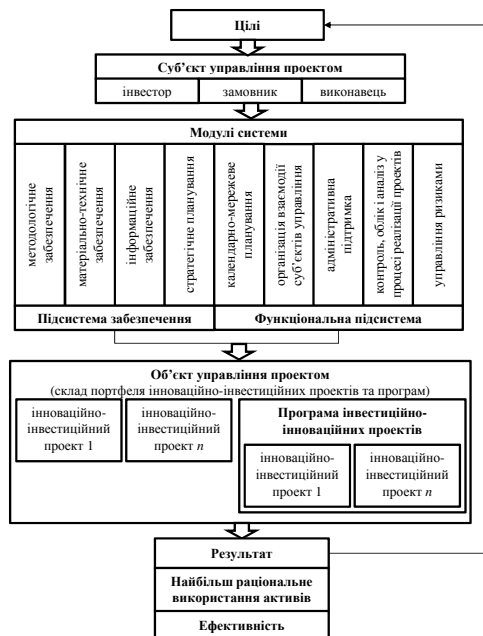 Цілі
Суб’єкт управління проектом
інвестор
замовник
виконавець
Модулі системи
методологічне
забезпечення
матеріально-технічне
забезпечення
інформаційне
забезпечення
стратегічне планування
календарно-мережеве
планування
організація взаємодії
суб’єктів управління
адміністративна
підтримка
контроль, облік і аналіз у
процесі реалізації проектів
управління ризиками
Підсистема забезпечення
Функціональна підсистема
Об’єкт управління проектом
(склад портфеля інноваційно-інвестиційних проектів та програм)
інноваційно-
інвестиційний
проект 1
інноваційно-
інвестиційний
проект n
Програма інвестиційно-
інноваційних проектів
інноваційно-
інвестиційний
проект 1
інноваційно-
інвестиційний
проект n
Результат
Найбільш раціональне
використання активів
Ефективність